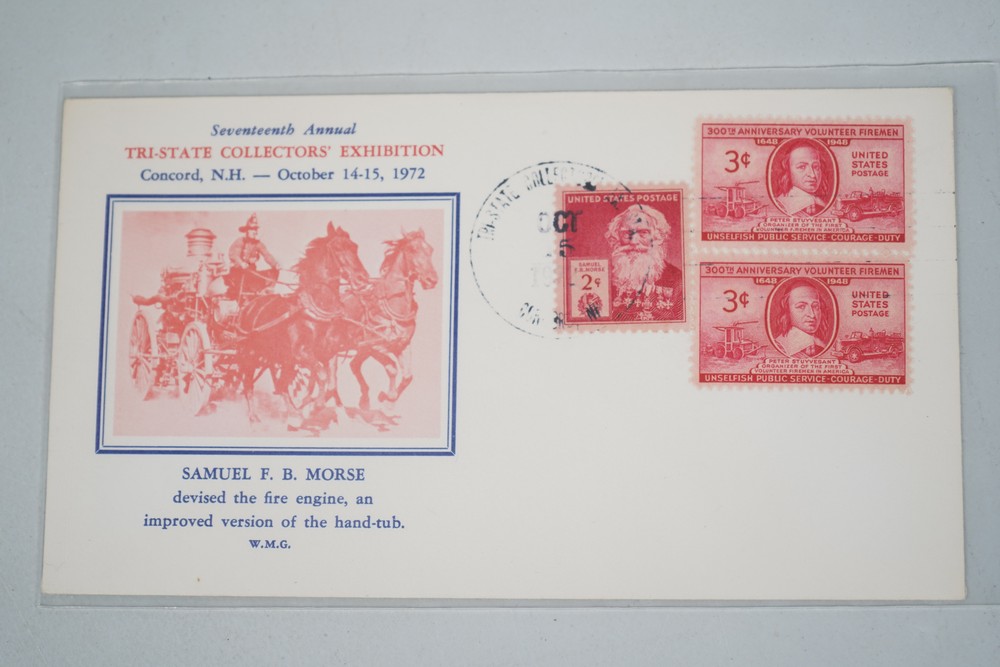 Seventeenth Annual
TRI-STATE COLLECTORS' EXHIBITION
Concord, N.H. — October 14-15, 1972
SAMUEL F. B. MORSE
devised the fire engine, an
improved version of the hand-tub.
W.M.G.
TRI-STATE
OCT
UNITED STATES POSTAGE
SAMUEL
F. B. MORSE
2¢
300TH ANNIVERSARY VOLUNTEER FIREMEN
1648 1948
3¢
UNITED
STATES
POSTAGE
PETER STUYVESANT
ORGANIZER OF THE FIRST
VOLUNTEER FIREMEN IN AMERICA
UNSELFISH PUBLIC SERVICE-COURAGE-DUTY
300TH ANNIVERSARY VOLUNTEER FIREMEN
1648 1948
3¢
UNITED
STATES
POSTAGE
PETER STUYVESANT
ORGANIZER OF THE FIRST
VOLUNTEER FIREMEN IN AMERICA
UNSELFISH PUBLIC SERVICE-COURAGE-DUTY